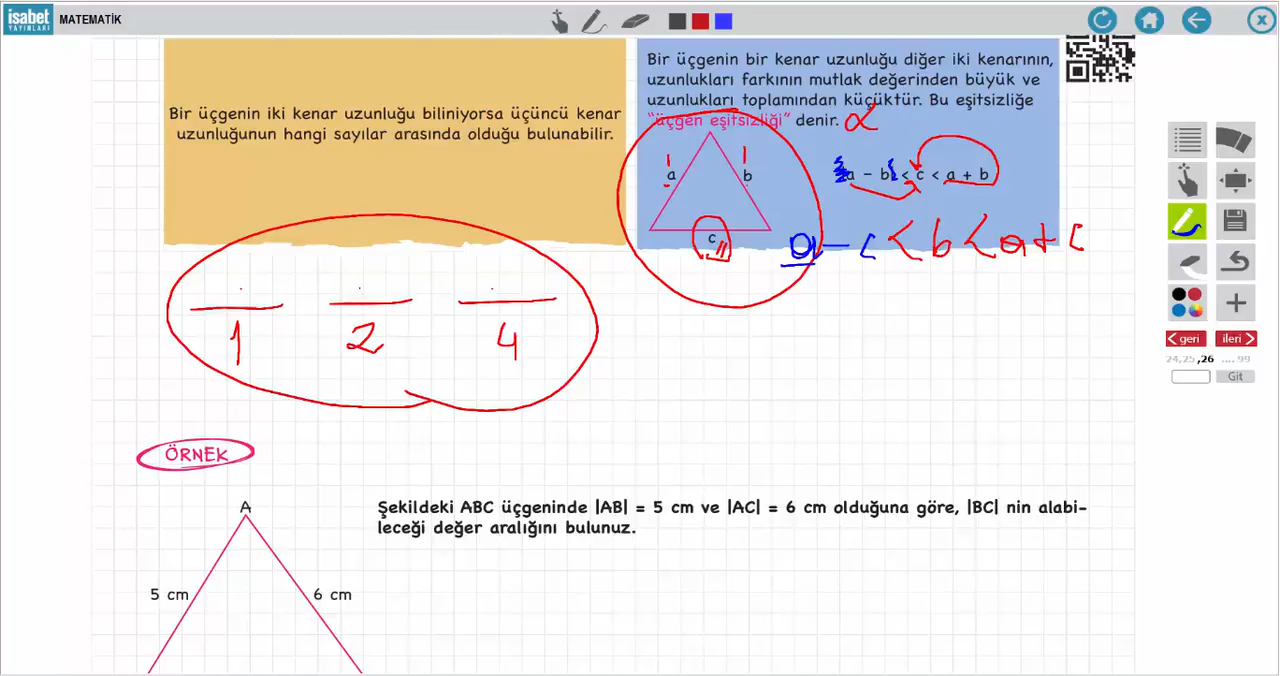 isabet
YAYINLARI
MATEMATİK
Bir üçgenin iki kenar uzunluğu biliniyorsa üçüncü kenar
uzunluğunun hangi sayılar arasında olduğu bulunabilir.
Bir üçgenin bir kenar uzunluğu diğer iki kenarının,
uzunlukları farkının mutlak değerinden büyük ve
uzunlukları toplamından küçüktür. Bu eşitsizliğe
"üçgen eşitsizliği" denir.
α
a
b
c
|a - b| < c < a + b
a - c < b < a + c
1 2 4
ÖRNEK
Şekildeki ABC üçgeninde |AB| = 5 cm ve |AC| = 6 cm olduğuna göre, |BC| nin alabi-
leceği değer aralığını bulunuz.
A
5 cm
6 cm
geri
ileri
24,25,26 .... 99
Git